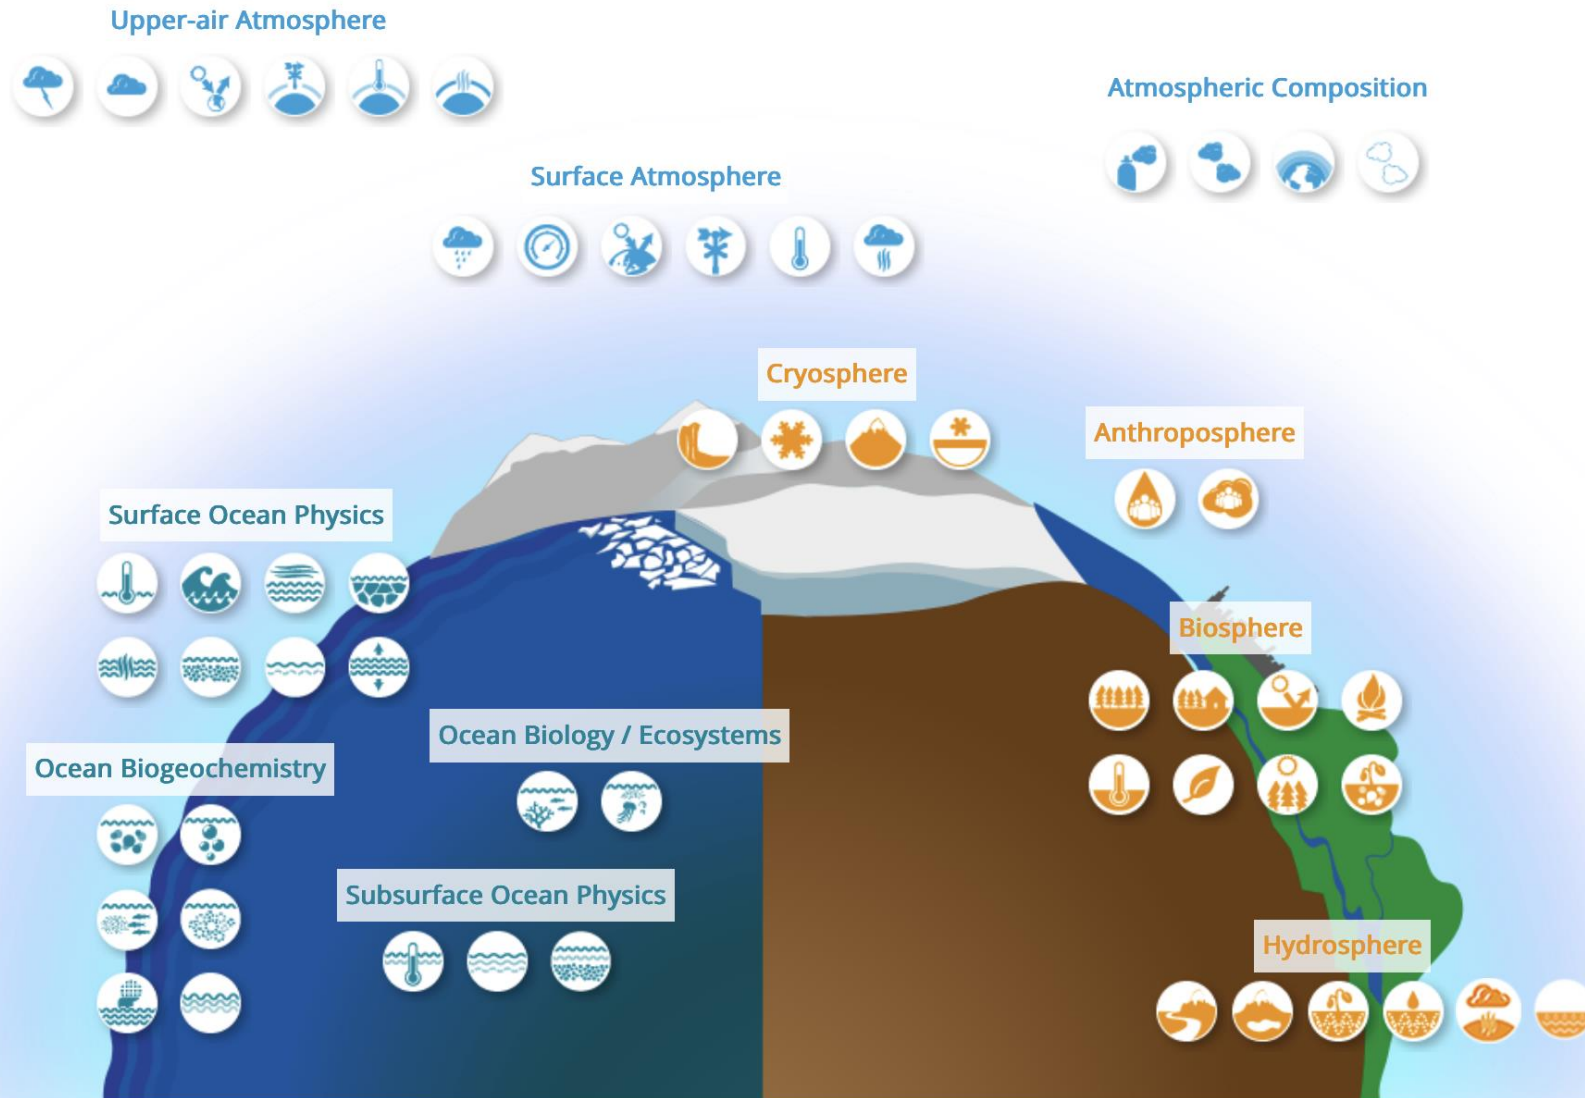 Upper-air Atmosphere
Atmospheric Composition
Surface Atmosphere
Cryosphere
Anthroposphere
Surface Ocean Physics
Biosphere
Ocean Biology / Ecosystems
Ocean Biogeochemistry
Subsurface Ocean Physics
Hydrosphere